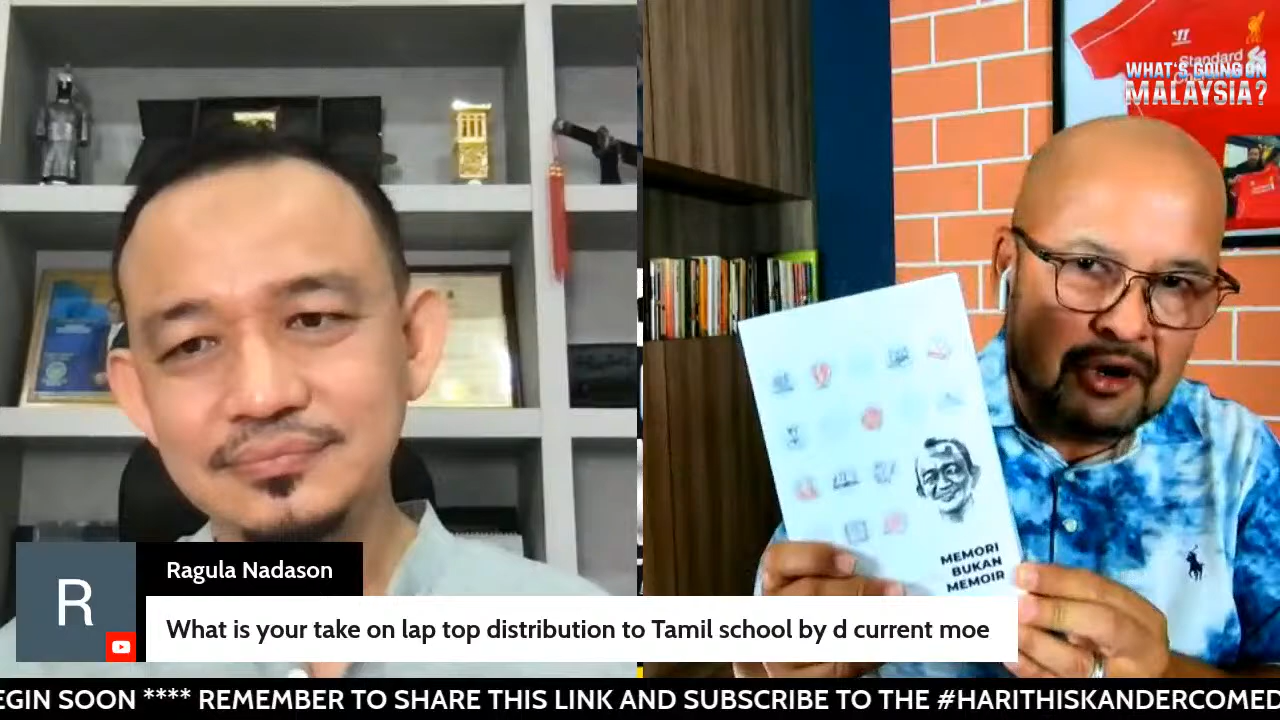 Standard
WHAT'S GOING ON
MALAYSIA?
MEMORI
BUKAN
MEMOIR
R
Ragula Nadason
What is your take on lap top distribution to Tamil school by d current moe
EGIN SOON **** REMEMBER TO SHARE THIS LINK AND SUBSCRIBE TO THE #HARITHISKANDERCOMED